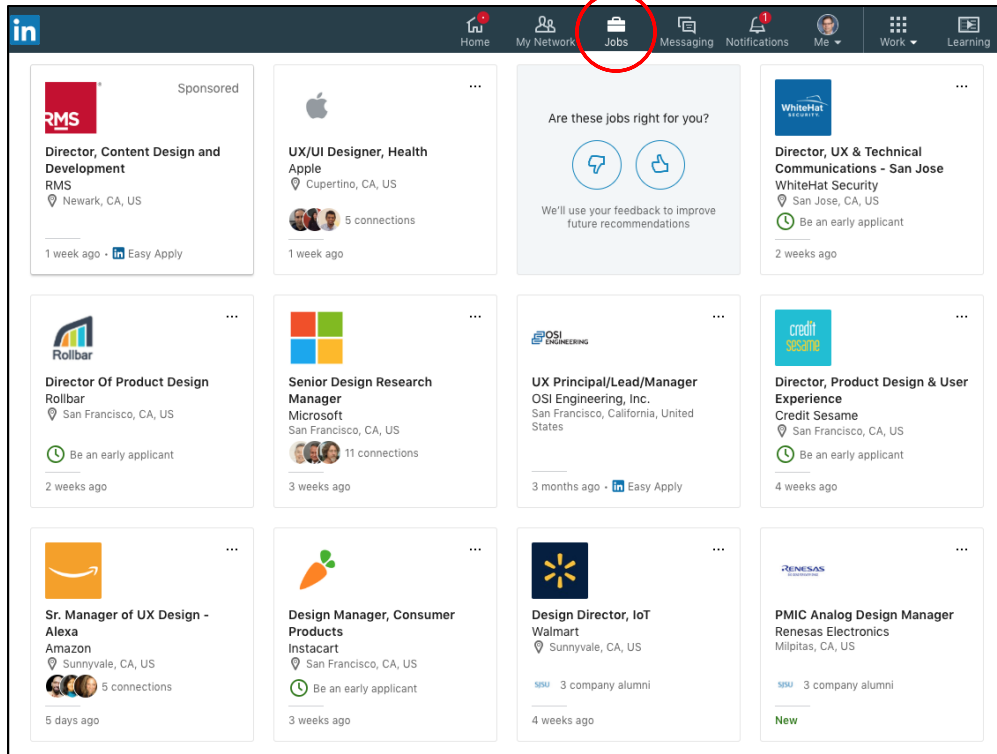 in
Home
My Network
Jobs
Messaging
1
Notifications
Me
Work
Learning
RMS
Sponsored
Director, Content Design and
Development
RMS
Newark, CA, US
1 week ago • in Easy Apply
...
UX/UI Designer, Health
Apple
Cupertino, CA, US
5 connections
1 week ago
Are these jobs right for you?
We'll use your feedback to improve
future recommendations
WhiteHat
SECURITY
...
Director, UX & Technical
Communications - San Jose
WhiteHat Security
San Jose, CA, US
Be an early applicant
2 weeks ago
Rollbar
...
Director Of Product Design
Rollbar
San Francisco, CA, US
Be an early applicant
2 weeks ago
...
Senior Design Research
Manager
Microsoft
San Francisco, CA, US
11 connections
3 weeks ago
OSI
ENGINEERING
...
UX Principal/Lead/Manager
OSI Engineering, Inc.
San Francisco, California, United
States
3 months ago • in Easy Apply
credit
sesame
...
Director, Product Design & User
Experience
Credit Sesame
San Francisco, CA, US
Be an early applicant
4 weeks ago
...
Sr. Manager of UX Design -
Alexa
Amazon
Sunnyvale, CA, US
5 connections
5 days ago
...
Design Manager, Consumer
Products
Instacart
San Francisco, CA, US
Be an early applicant
3 weeks ago
...
Design Director, IoT
Walmart
Sunnyvale, CA, US
SJSU 3 company alumni
4 weeks ago
RENESAS
...
PMIC Analog Design Manager
Renesas Electronics
Milpitas, CA, US
SJSU 3 company alumni
New